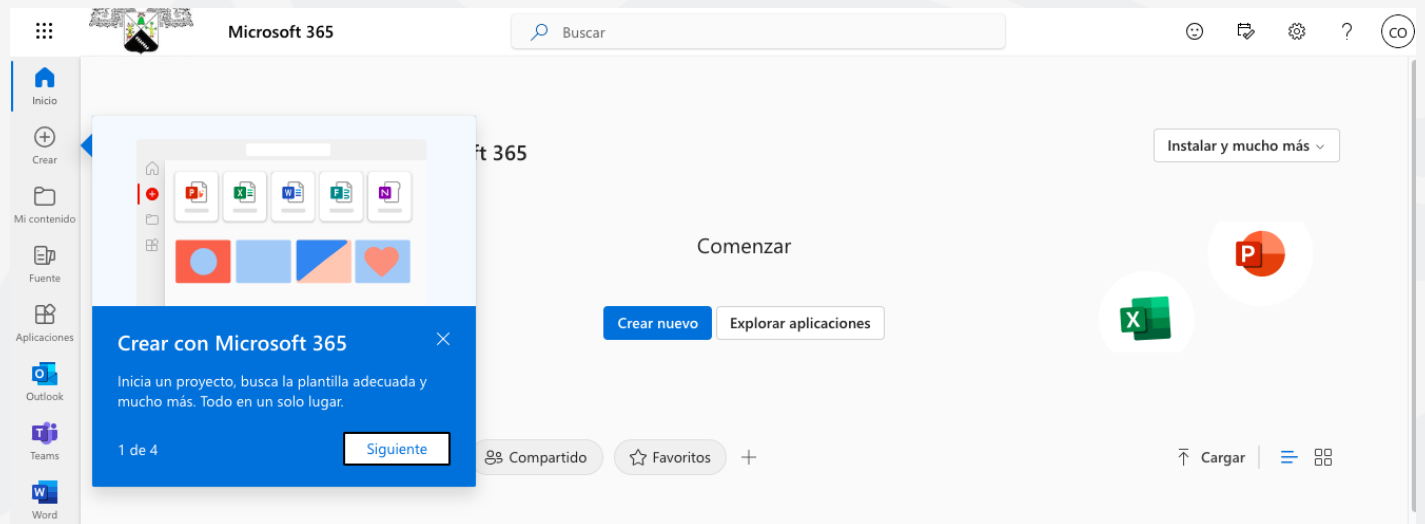 Microsoft 365
Buscar
CO
Inicio
Crear
Mi contenido
Fuente
Aplicaciones
Outlook
Teams
Word
ft 365
Instalar y mucho más
Comenzar
Crear nuevo
Explorar aplicaciones
Crear con Microsoft 365
Inicia un proyecto, busca la plantilla adecuada y
mucho más. Todo en un solo lugar.
1 de 4
Siguiente
Compartido
Favoritos
Cargar